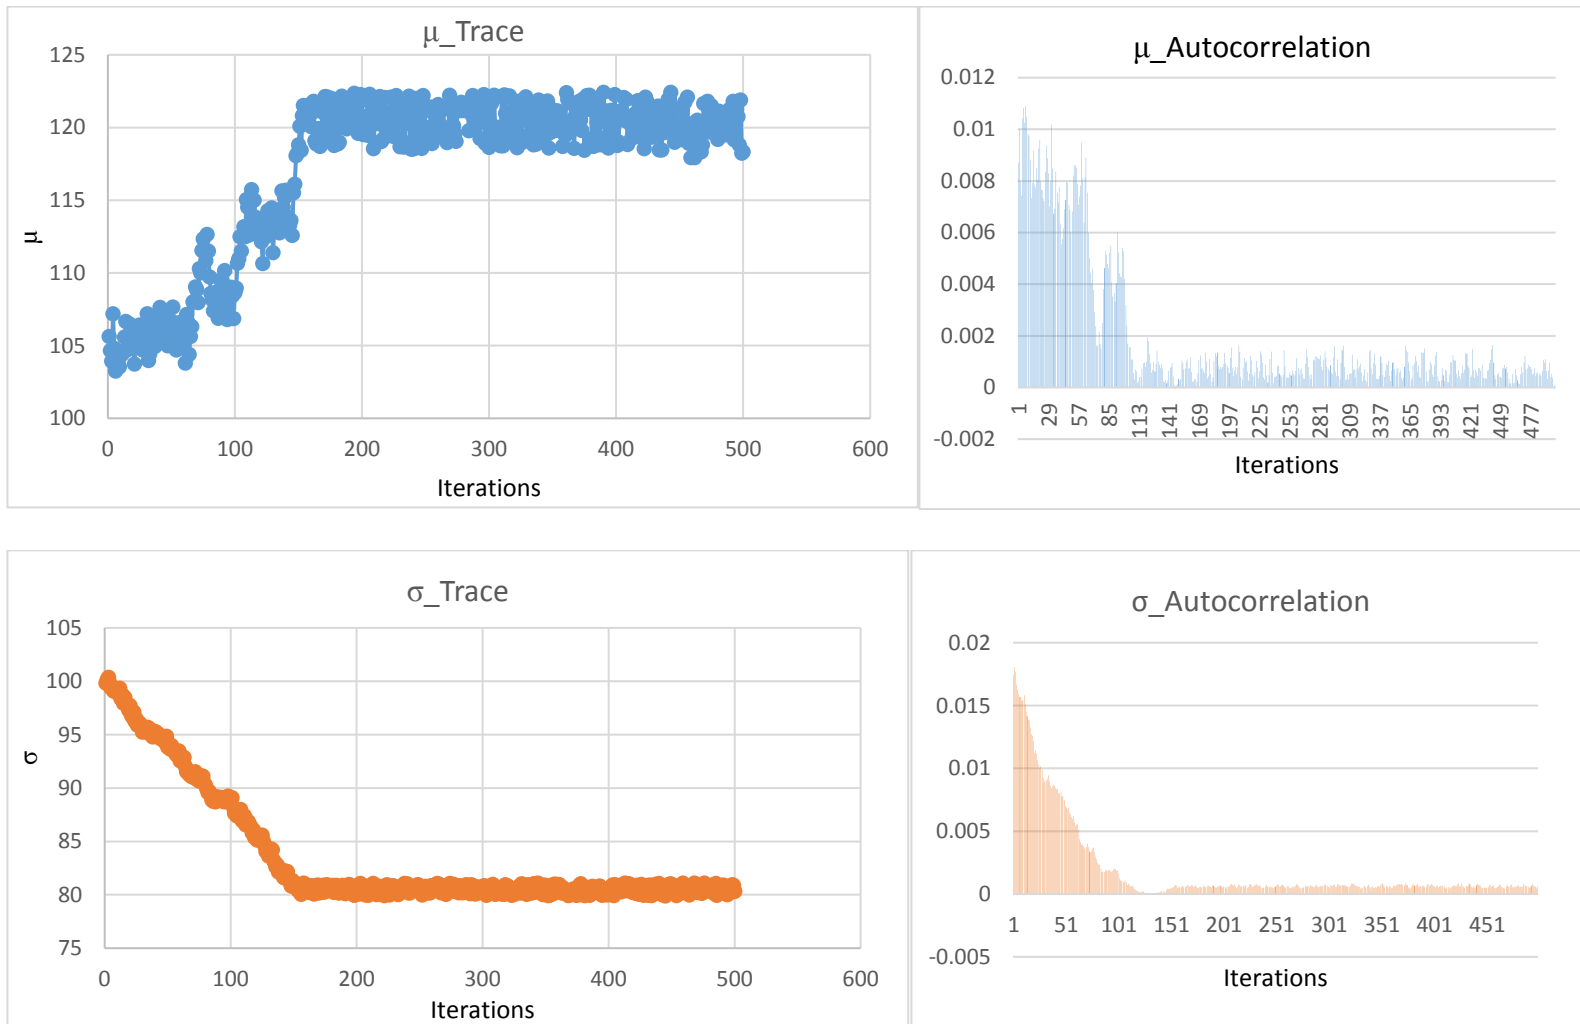 μ_Trace
125
120
115
110
105
100
0 100 200 300 400 500 600
μ
Iterations
μ_Autocorrelation
0.012
0.01
0.008
0.006
0.004
0.002
0
-0.002
1 29 57 85 113 141 169 197 225 253 281 309 337 365 393 421 449 477
Iterations
σ_Trace
105
100
95
90
85
80
75
0 100 200 300 400 500 600
σ
Iterations
σ_Autocorrelation
0.02
0.015
0.01
0.005
0
-0.005
1 51 101 151 201 251 301 351 401 451
Iterations